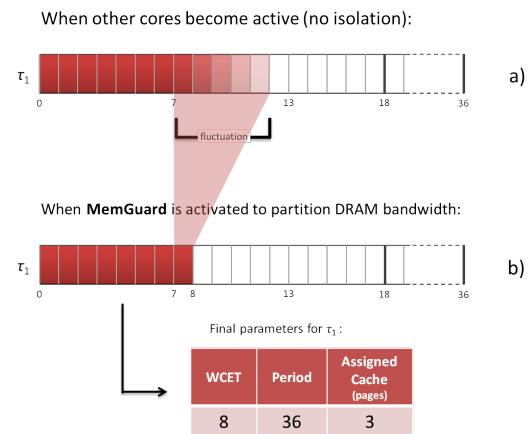 When other cores become active (no isolation):
τ1
a)
0 7 13 18 36
fluctuation
When MemGuard is activated to partition DRAM bandwidth:
τ1
b)
0 7 8 13 18 36
Final parameters for τ1 :
WCET Period Assigned Cache (pages)
8 36 3